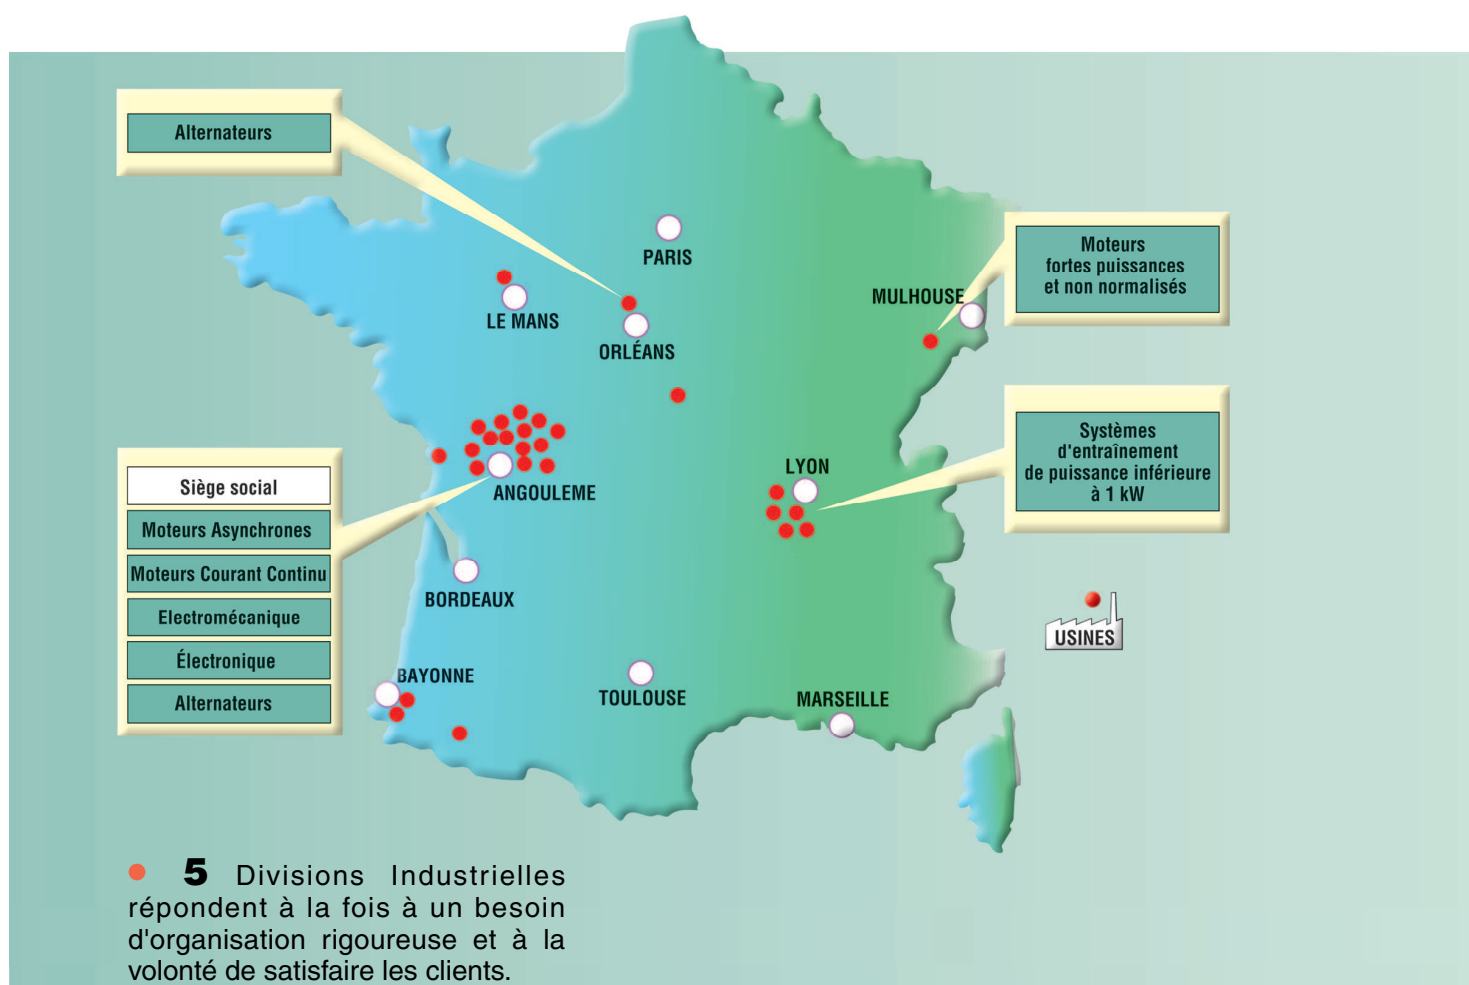 Alternateurs
PARIS
Moteurs
fortes puissances
et non normalisés
MULHOUSE
LE MANS
ORLÉANS
Systèmes
d'entraînement
de puissance inférieure
à 1 kW
LYON
ANGOULEME
Siège social
Moteurs Asynchrones
Moteurs Courant Continu
Electromécanique
Électronique
Alternateurs
BORDEAUX
USINES
BAYONNE
TOULOUSE
MARSEILLE
5 Divisions Industrielles
répondent à la fois à un besoin
d'organisation rigoureuse et à la
volonté de satisfaire les clients.